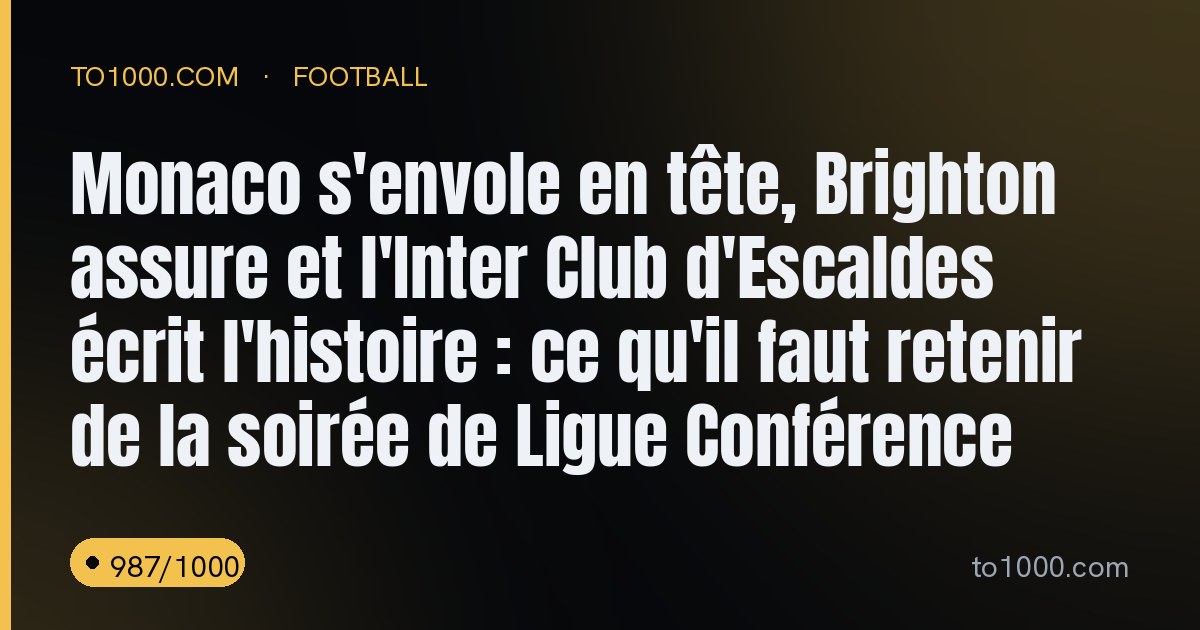 TO1000.COM · FOOTBALL
Monaco s'envole en tête, Brighton
assure et l'Inter Club d'Escaldes
écrit l'histoire : ce qu'il faut retenir
de la soirée de Ligue Conférence
987/1000
to1000.com